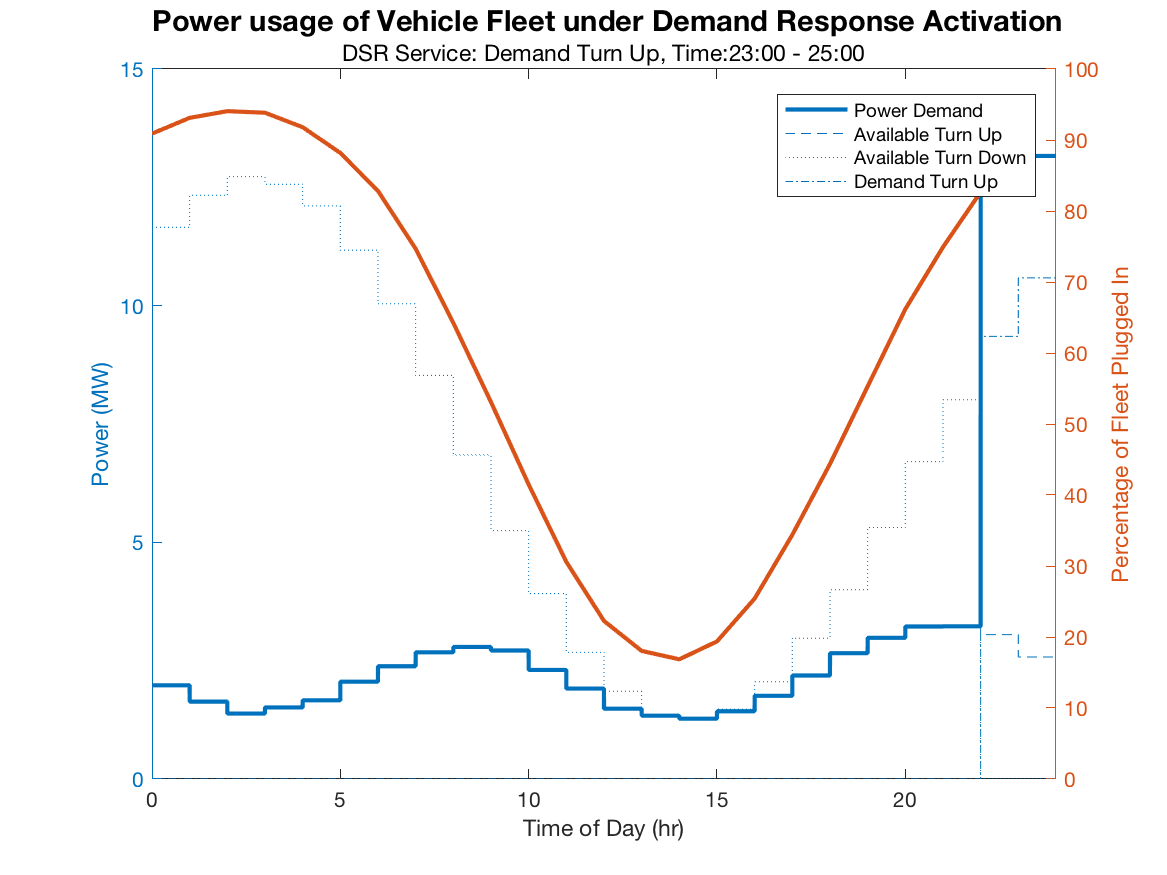 Power usage of Vehicle Fleet under Demand Response Activation
DSR Service: Demand Turn Up, Time:23:00 - 25:00
Power Demand
Available Turn Up
Available Turn Down
Demand Turn Up
15
10
5
0
Power (MW)
100
90
80
70
60
50
40
30
20
10
0
Percentage of Fleet Plugged In
0 5 10 15 20
Time of Day (hr)